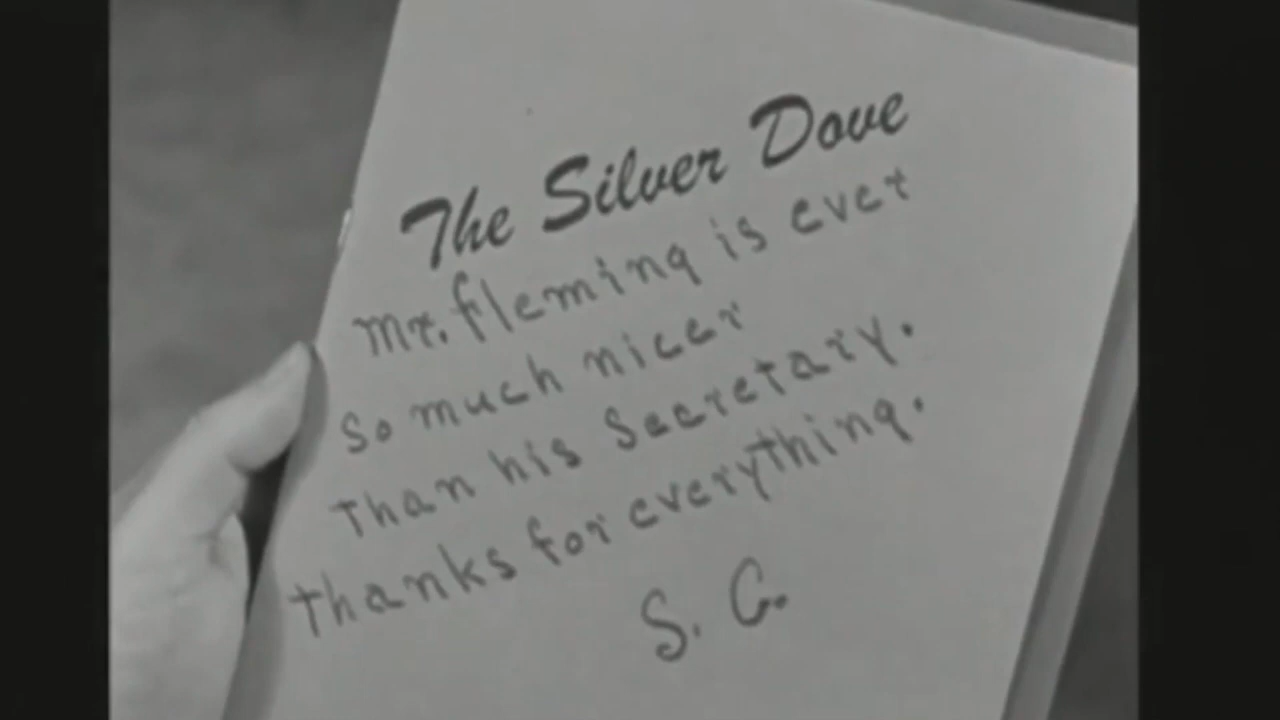 The Silver Dove
Mr. Fleming is ever
so much nicer
than his Secretary.
thanks for everything.
S. G.